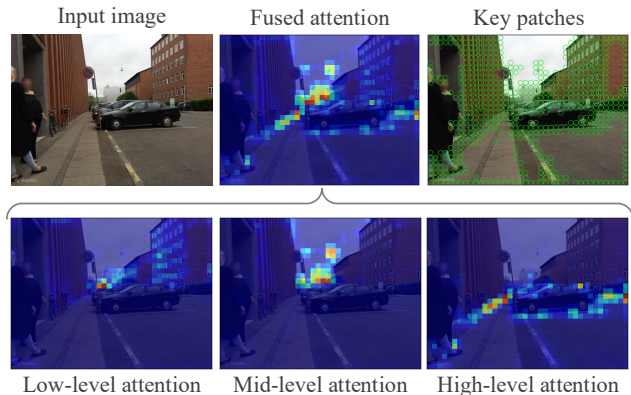 Input image
Fused attention
Key patches
Low-level attention
Mid-level attention
High-level attention